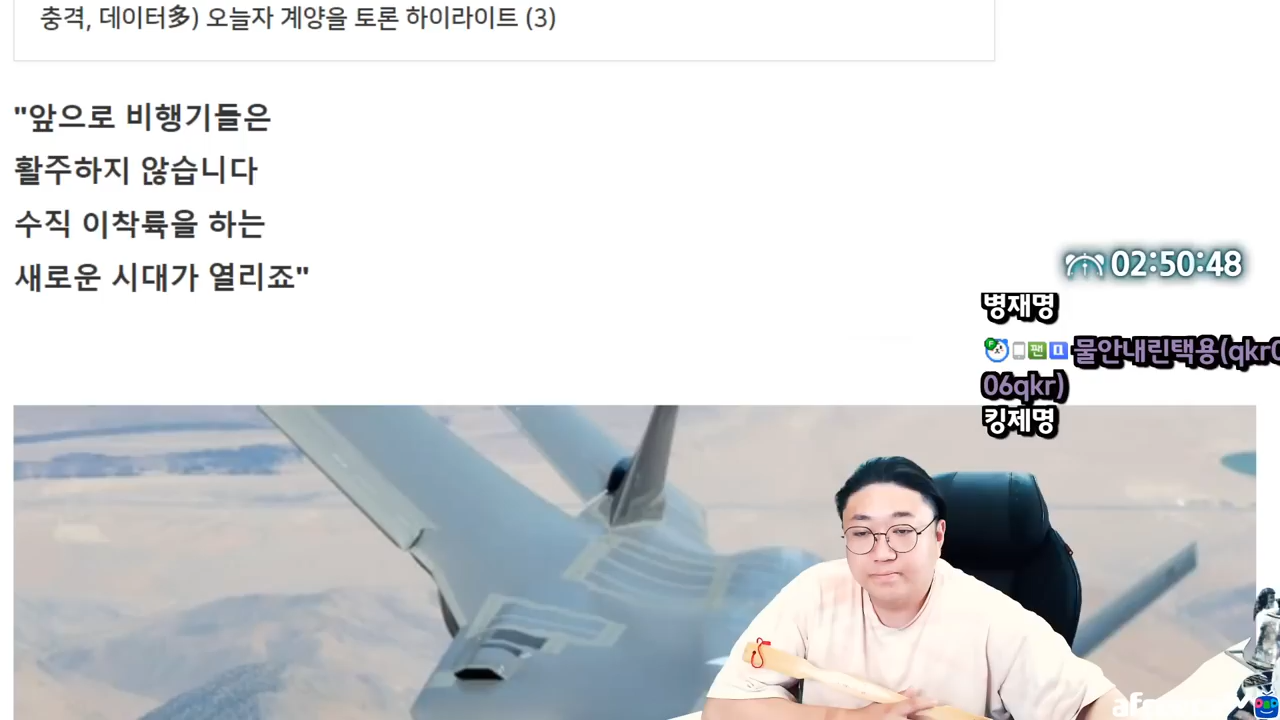 충격, 데이터多) 오늘자 계양을 토론 하이라이트 (3)
"앞으로 비행기들은
활주하지 않습니다
수직 이착륙을 하는
새로운 시대가 열리죠"
02:50:48
병재명
팬 물안내린택용(qkr0
06qkr)
킹제명